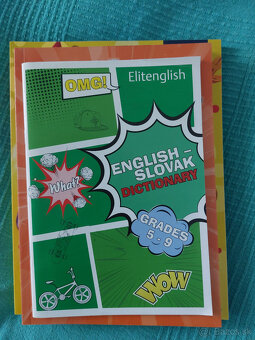 OMG!
Elitenglish
What?
ENGLISH –
SLOVAK
DICTIONARY
GRADES
5 - 9
WOW